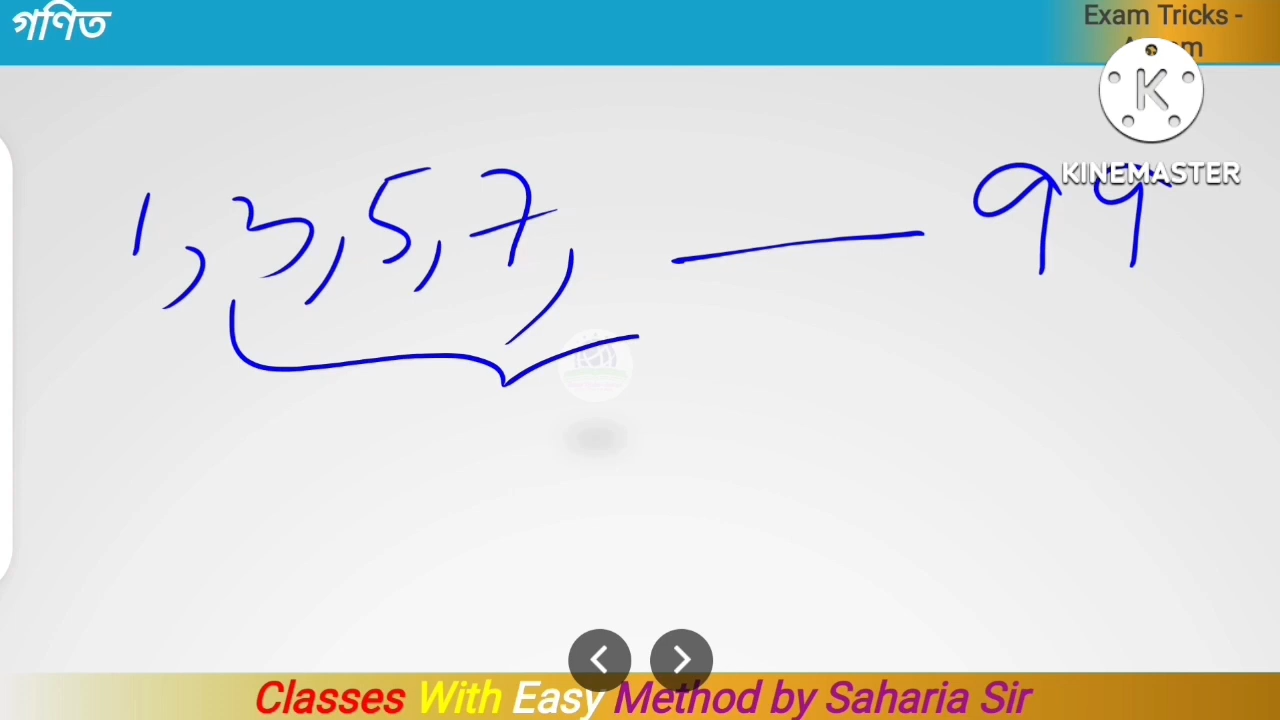 গণিত
Exam Tricks -
KINEMASTER
1, 3, 5, 7, — 99
Classes With Easy Method by Saharia Sir